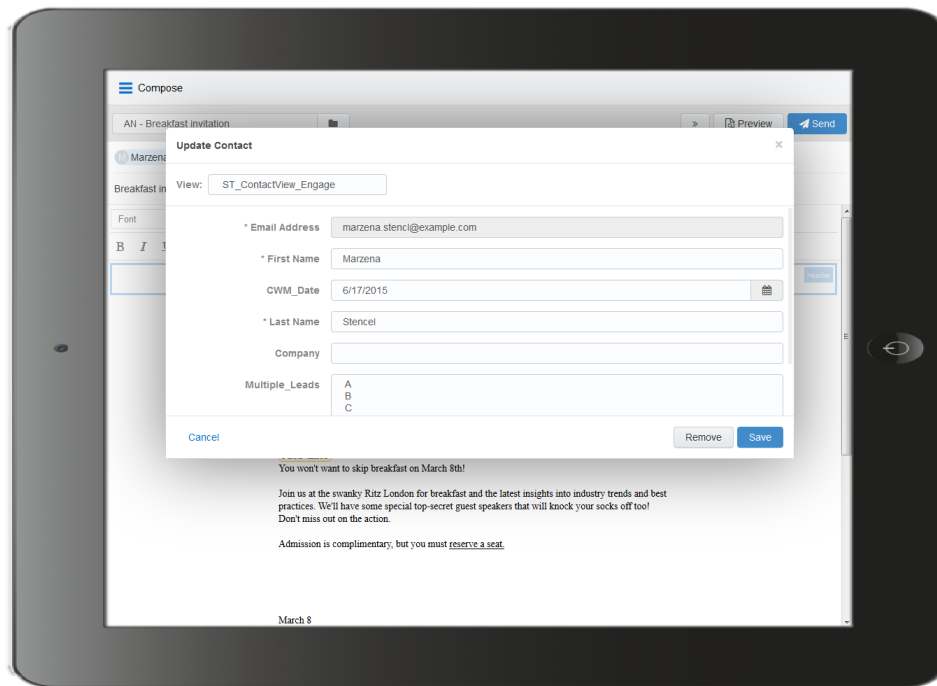 Compose
AN - Breakfast invitation
» Preview Send
Update Contact ×
M Marzena
View: ST_ContactView_Engage
Breakfast in
Font
* Email Address marzena.stencl@example.com
B I U
* First Name Marzena
header
CWM_Date 6/17/2015
* Last Name Stencel
Company
Multiple_Leads A
B
C
Cancel Remove Save
You won't want to skip breakfast on March 8th!
Join us at the swanky Ritz London for breakfast and the latest insights into industry trends and best
practices. We'll have some special top-secret guest speakers that will knock your socks off too!
Don't miss out on the action.
Admission is complimentary, but you must reserve a seat.
March 8